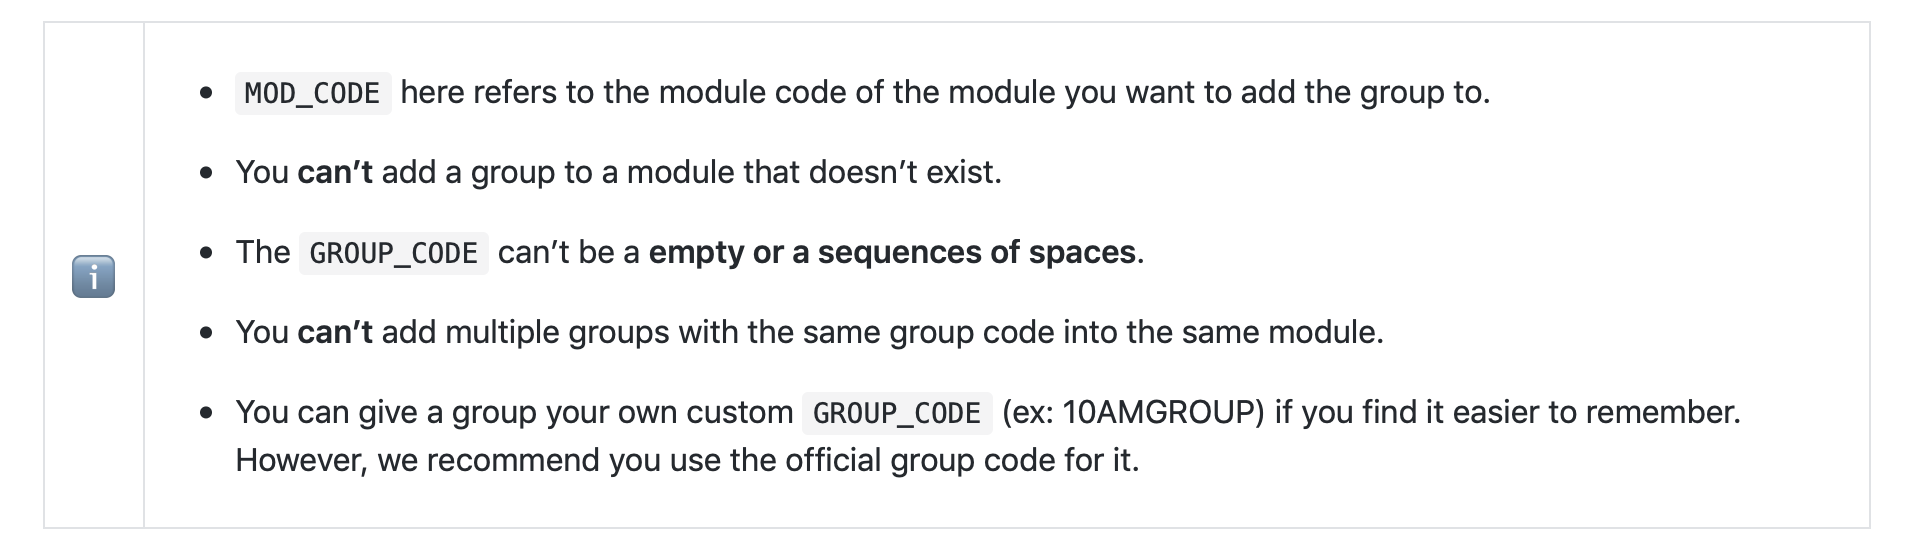 • MOD_CODE here refers to the module code of the module you want to add the group to.
• You can’t add a group to a module that doesn’t exist.
i
• The GROUP_CODE can’t be a empty or a sequences of spaces.
• You can’t add multiple groups with the same group code into the same module.
• You can give a group your own custom GROUP_CODE (ex: 10AMGROUP) if you find it easier to remember.
However, we recommend you use the official group code for it.